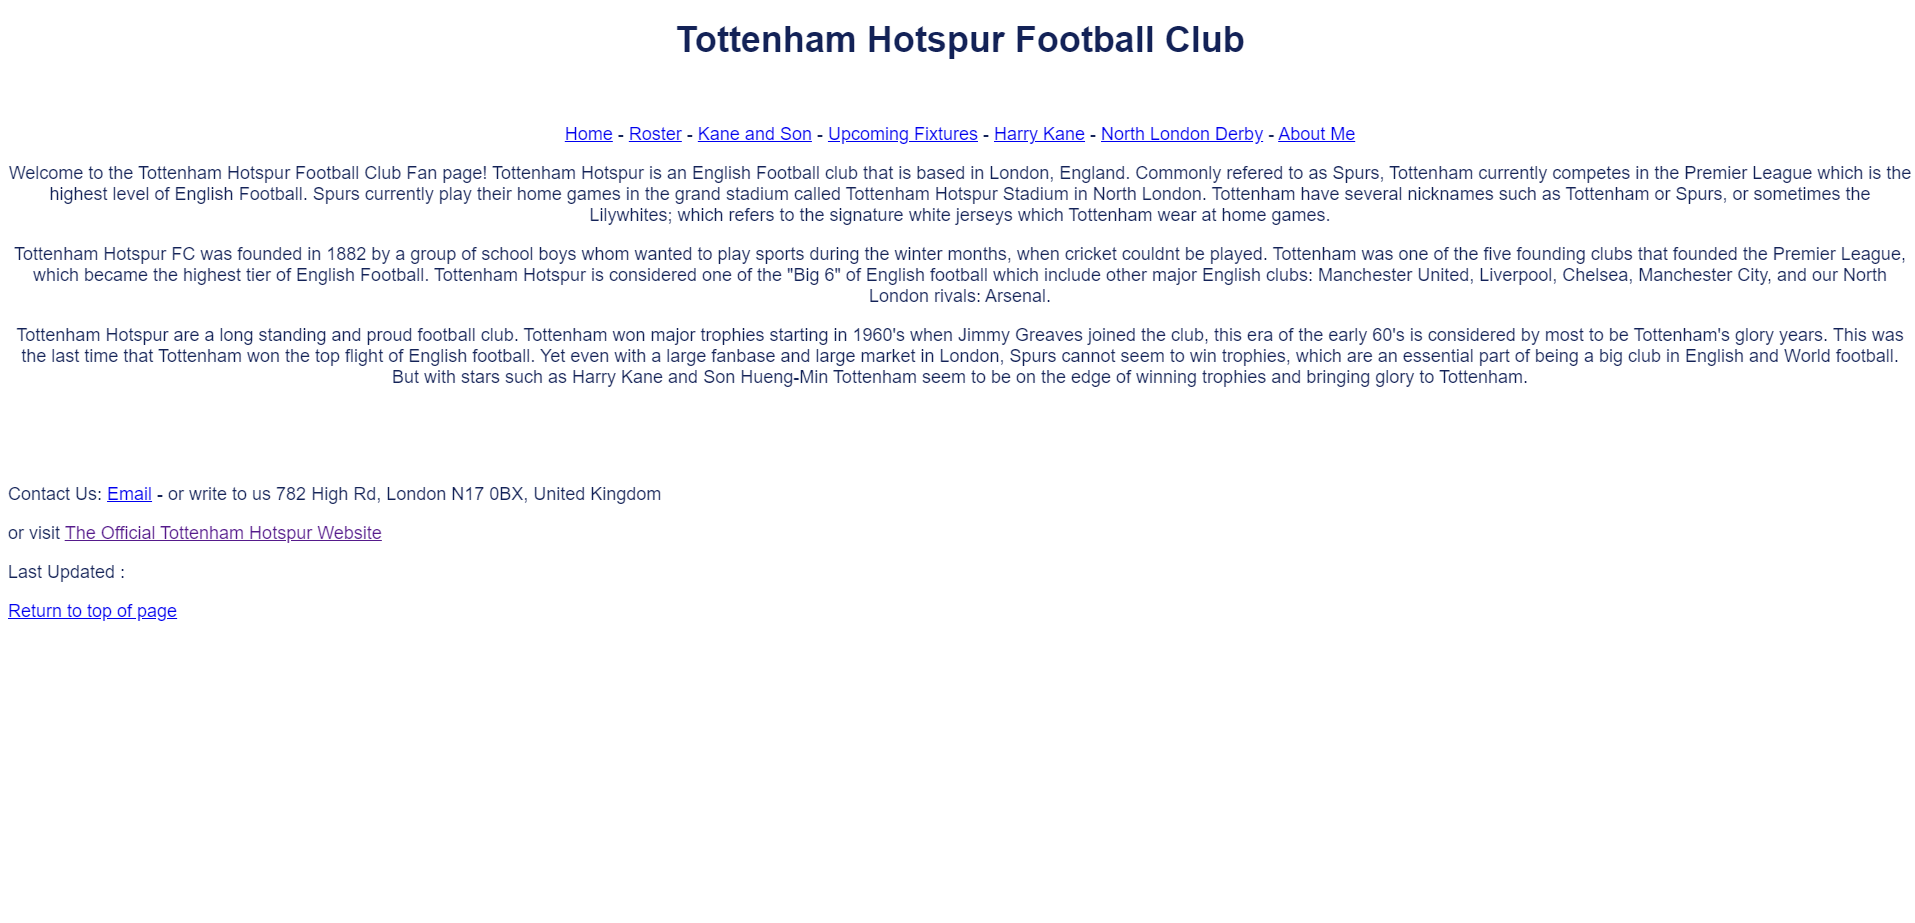 Tottenham Hotspur Football Club
Home - Roster - Kane and Son - Upcoming Fixtures - Harry Kane - North London Derby - About Me
Welcome to the Tottenham Hotspur Football Club Fan page! Tottenham Hotspur is an English Football club that is based in London, England. Commonly refered to as Spurs, Tottenham currently competes in the Premier League which is the
highest level of English Football. Spurs currently play their home games in the grand stadium called Tottenham Hotspur Stadium in North London. Tottenham have several nicknames such as Tottenham or Spurs, or sometimes the
Lilywhites; which refers to the signature white jerseys which Tottenham wear at home games.
Tottenham Hotspur FC was founded in 1882 by a group of school boys whom wanted to play sports during the winter months, when cricket couldnt be played. Tottenham was one of the five founding clubs that founded the Premier League,
which became the highest tier of English Football. Tottenham Hotspur is considered one of the "Big 6" of English football which include other major English clubs: Manchester United, Liverpool, Chelsea, Manchester City, and our North
London rivals: Arsenal.
Tottenham Hotspur are a long standing and proud football club. Tottenham won major trophies starting in 1960's when Jimmy Greaves joined the club, this era of the early 60's is considered by most to be Tottenham's glory years. This was
the last time that Tottenham won the top flight of English football. Yet even with a large fanbase and large market in London, Spurs cannot seem to win trophies, which are an essential part of being a big club in English and World football.
But with stars such as Harry Kane and Son Hueng-Min Tottenham seem to be on the edge of winning trophies and bringing glory to Tottenham.
Contact Us: Email - or write to us 782 High Rd, London N17 0BX, United Kingdom
or visit The Official Tottenham Hotspur Website
Last Updated :
Return to top of page